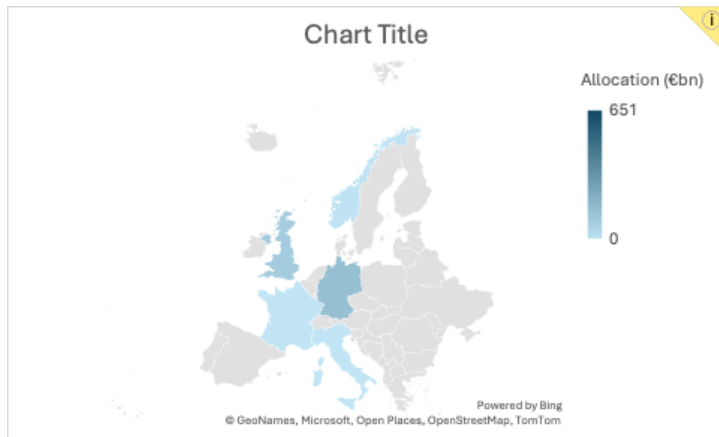 Chart Title
Allocation (€bn)
651
0
Powered by Bing
© GeoNames, Microsoft, Open Places, OpenStreetMap, TomTom